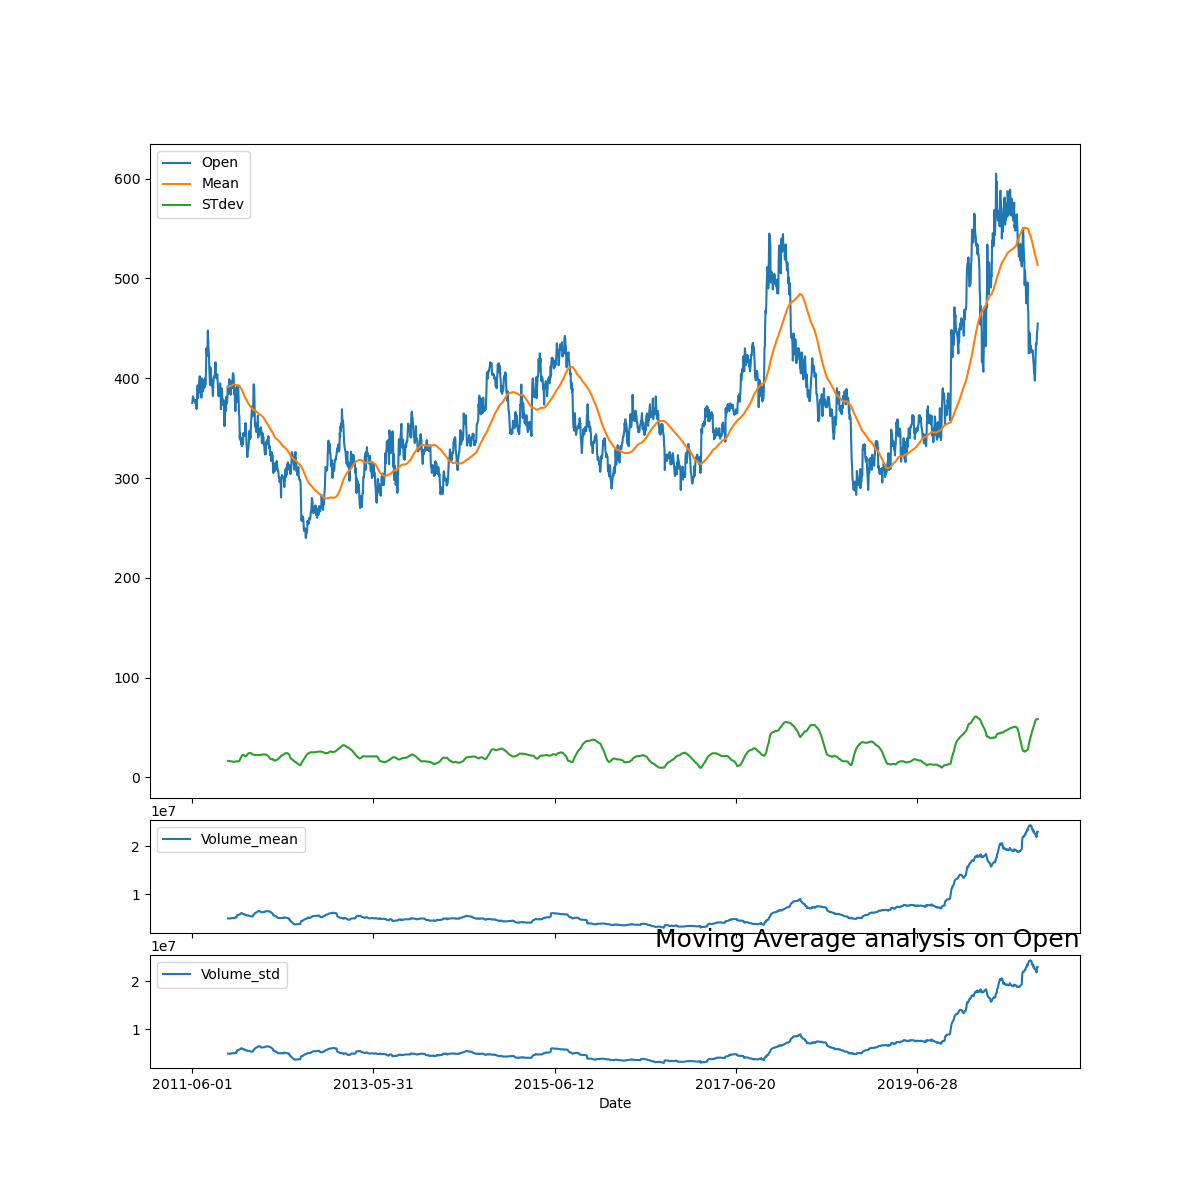 Open
Mean
STdev
600
500
400
300
200
100
0
1e7
Volume_mean
2
1
Moving Average analysis on Open
1e7
Volume_std
2
1
2011-06-01 2013-05-31 2015-06-12 2017-06-20 2019-06-28
Date